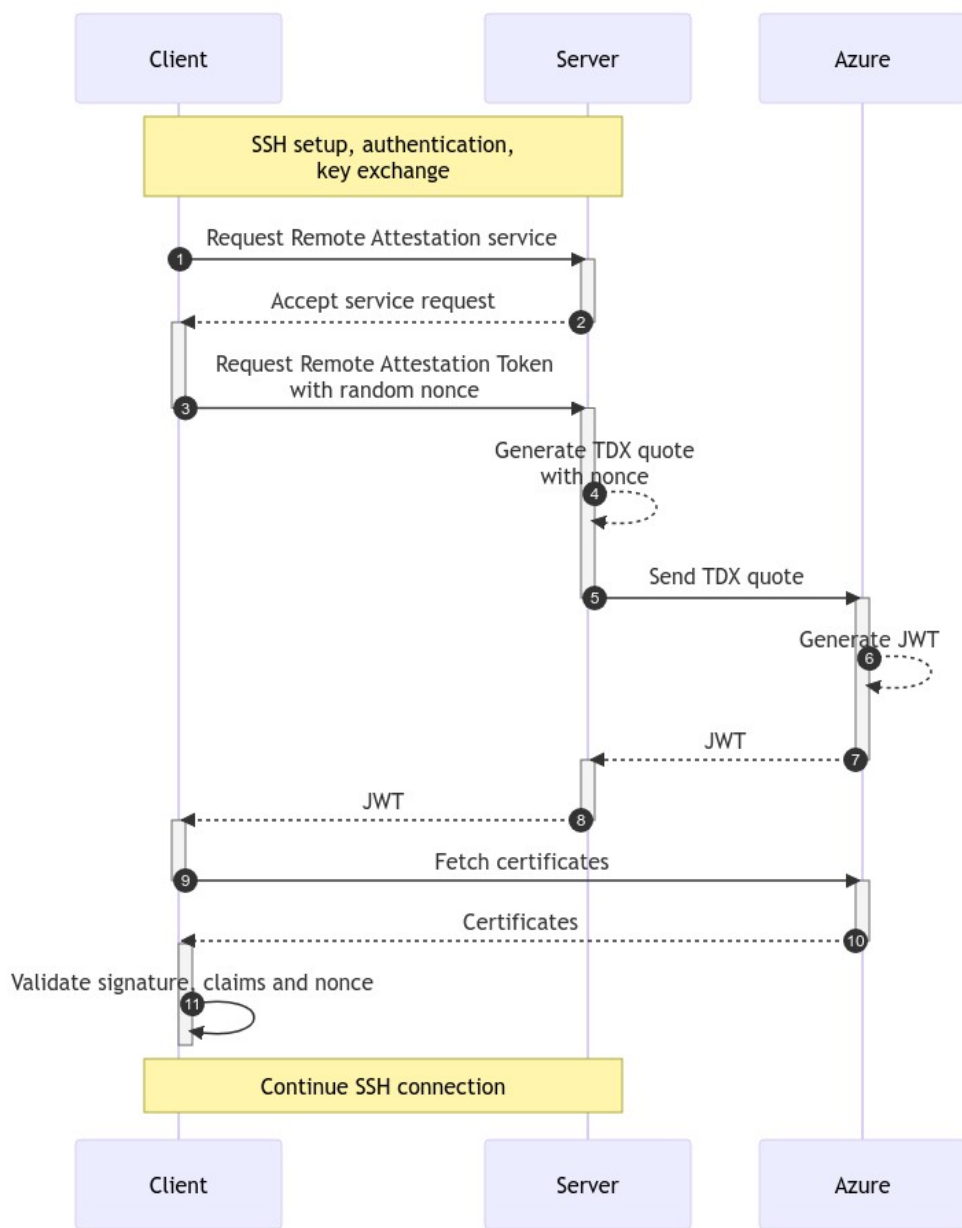 Client
Server
Azure
SSH setup, authentication,
key exchange
Request Remote Attestation service
1
Accept service request
2
Request Remote Attestation Token
with random nonce
3
Generate TDX quote
with nonce
4
Send TDX quote
5
Generate JWT
6
JWT
7
JWT
8
Fetch certificates
9
Certificates
10
Validate signature, claims and nonce
11
Continue SSH connection
Client
Server
Azure